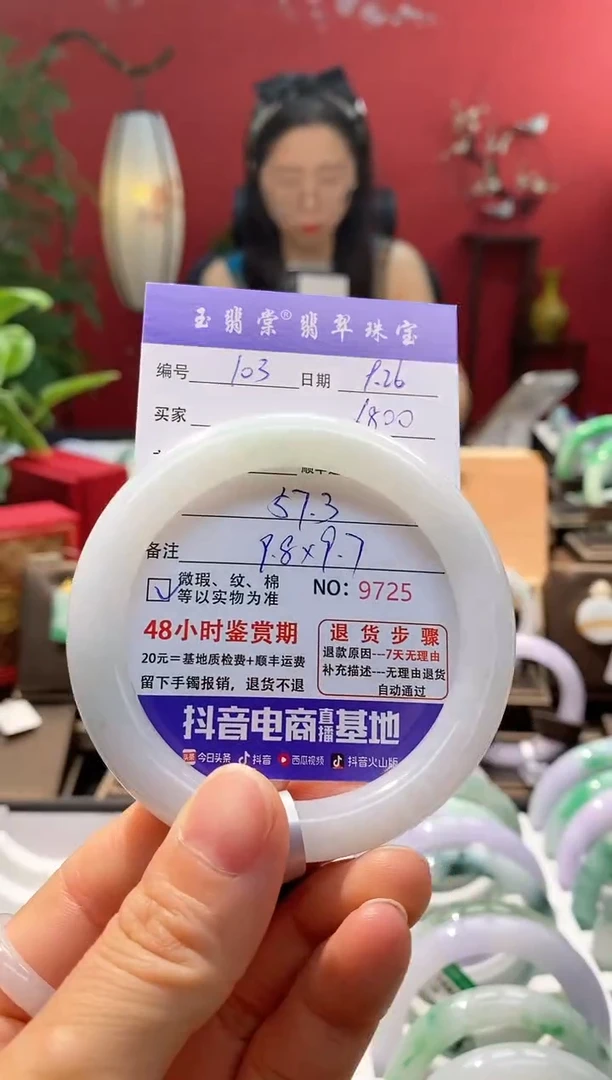 玉翡棠® 翡翠珠宝
编号 103 日期 9.26
买家 1800
57.3
备注 9.8×9.7
微瑕、纹、棉
等以实物为准
NO: 9725
48小时鉴赏期
20元=基地质检费+顺丰运费
留下手镯报销，退货不退
退货步骤
退款原因---7天无理由
补充描述---无理由退货
自动通过
抖音电商直播基地
头条 今日头条 抖音 西瓜视频 抖音火山版